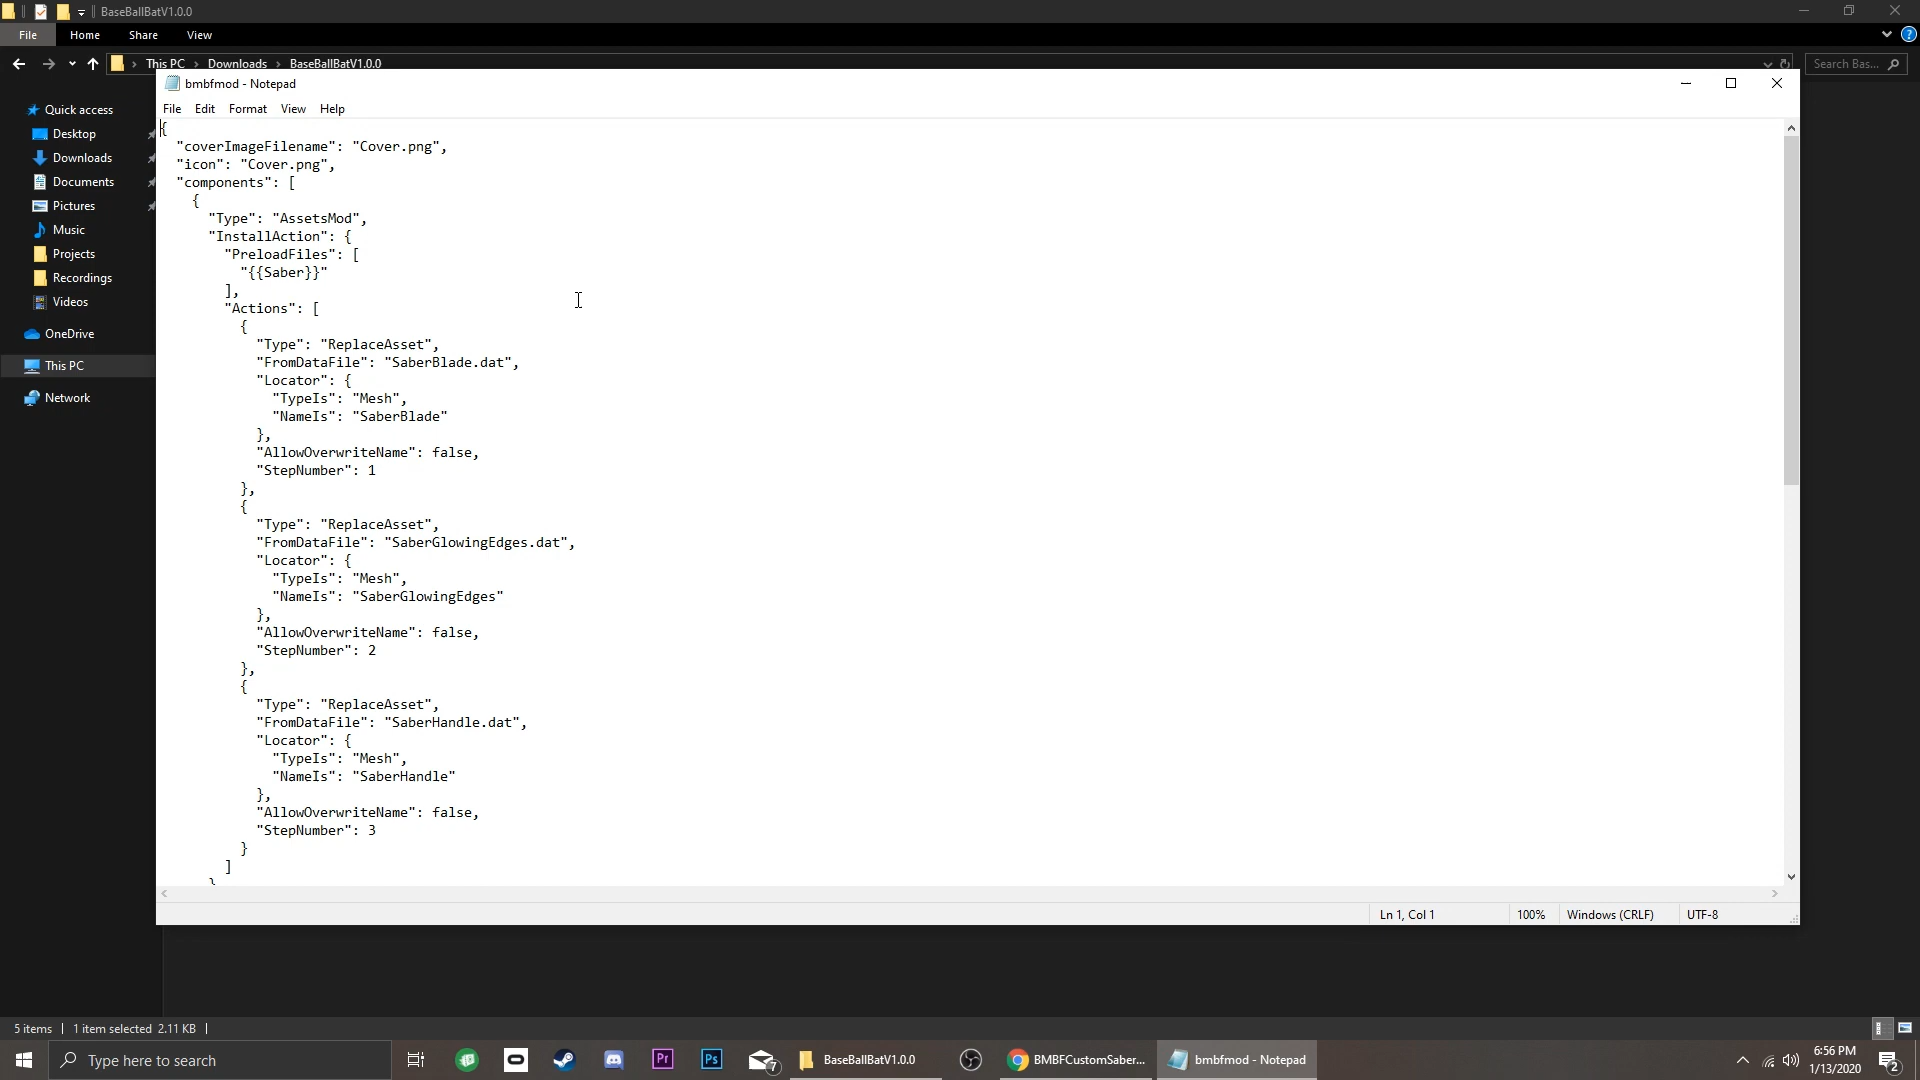 BaseBallBatV1.0.0
File Home Share View
This PC Downloads BaseBallBatV1.0.0
Search Bas...
bmbfmod - Notepad
File Edit Format View Help
Quick access
Desktop
Downloads
Documents
Pictures
Music
Projects
Recordings
Videos
OneDrive
This PC
Network
{
"coverImageFilename": "Cover.png",
"icon": "Cover.png",
"components": [
{
"Type": "AssetsMod",
"InstallAction": {
"PreloadFiles": [
"{{Saber}}"
],
"Actions": [
{
"Type": "ReplaceAsset",
"FromDataFile": "SaberBlade.dat",
"Locator": {
"TypeIs": "Mesh",
"NameIs": "SaberBlade"
},
"AllowOverwriteName": false,
"StepNumber": 1
},
{
"Type": "ReplaceAsset",
"FromDataFile": "SaberGlowingEdges.dat",
"Locator": {
"TypeIs": "Mesh",
"NameIs": "SaberGlowingEdges"
},
"AllowOverwriteName": false,
"StepNumber": 2
},
{
"Type": "ReplaceAsset",
"FromDataFile": "SaberHandle.dat",
"Locator": {
"TypeIs": "Mesh",
"NameIs": "SaberHandle"
},
"AllowOverwriteName": false,
"StepNumber": 3
}
]
}
Ln 1, Col 1 100% Windows (CRLF) UTF-8
5 items 1 item selected 2.11 KB
Type here to search
Pr
Ps
7
BaseBallBatV1.0.0
BMBFCustomSaber...
bmbfmod - Notepad
6:56 PM
1/13/2020
2